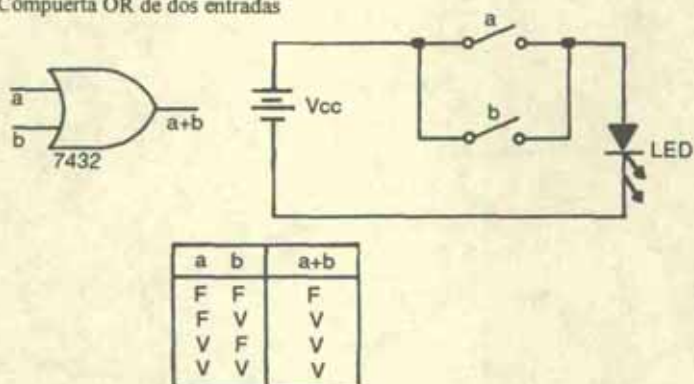 Compuerta OR de dos entradas
a
b
a+b
7432
Vcc
a
b
LED
a b a+b
F F F
F V V
V F V
V V V